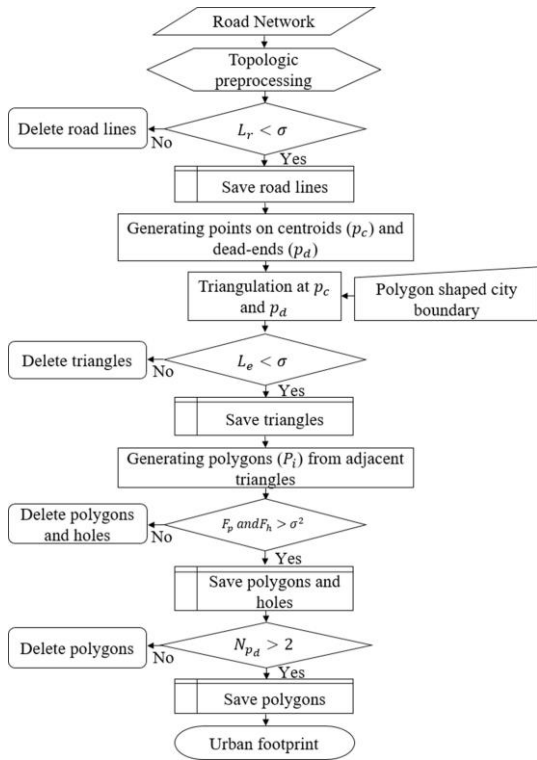 Road Network
Topologic
preprocessing
Delete road lines
No
L_r < σ
Yes
Save road lines
Generating points on centroids (p_c) and
dead-ends (p_d)
Triangulation at p_c
and p_d
Polygon shaped city
boundary
Delete triangles
No
L_e < σ
Yes
Save triangles
Generating polygons (P_i) from adjacent
triangles
Delete polygons
and holes
No
F_p andF_h > σ²
Yes
Save polygons and
holes
Delete polygons
No
N_{p_d} > 2
Yes
Save polygons
Urban footprint